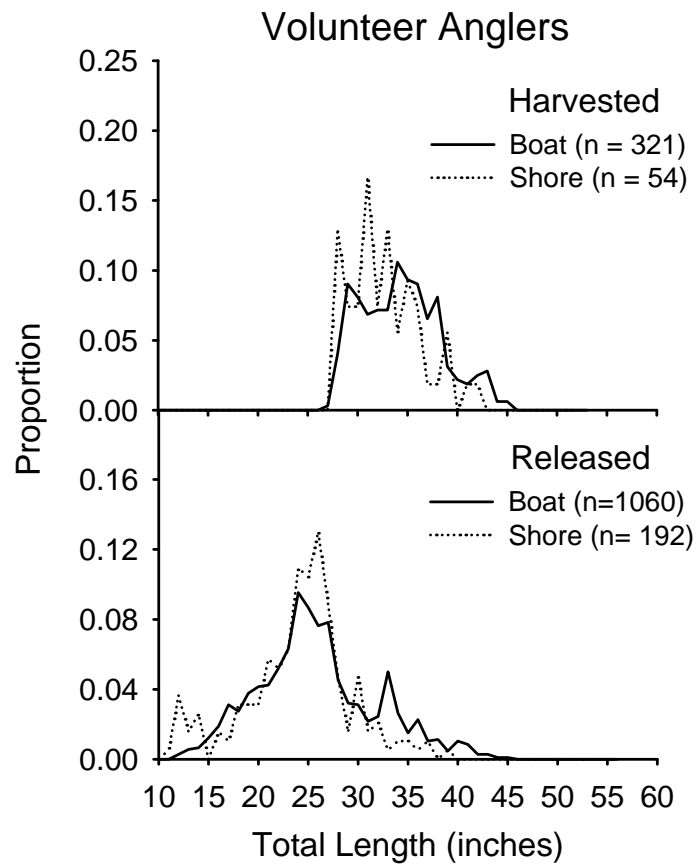 Volunteer Anglers
0.25
0.20
0.15
0.10
0.05
0.00
Harvested
Boat (n = 321)
Shore (n = 54)
Proportion
0.16
0.12
0.08
0.04
0.00
Released
Boat (n=1060)
Shore (n= 192)
10 15 20 25 30 35 40 45 50 55 60
Total Length (inches)